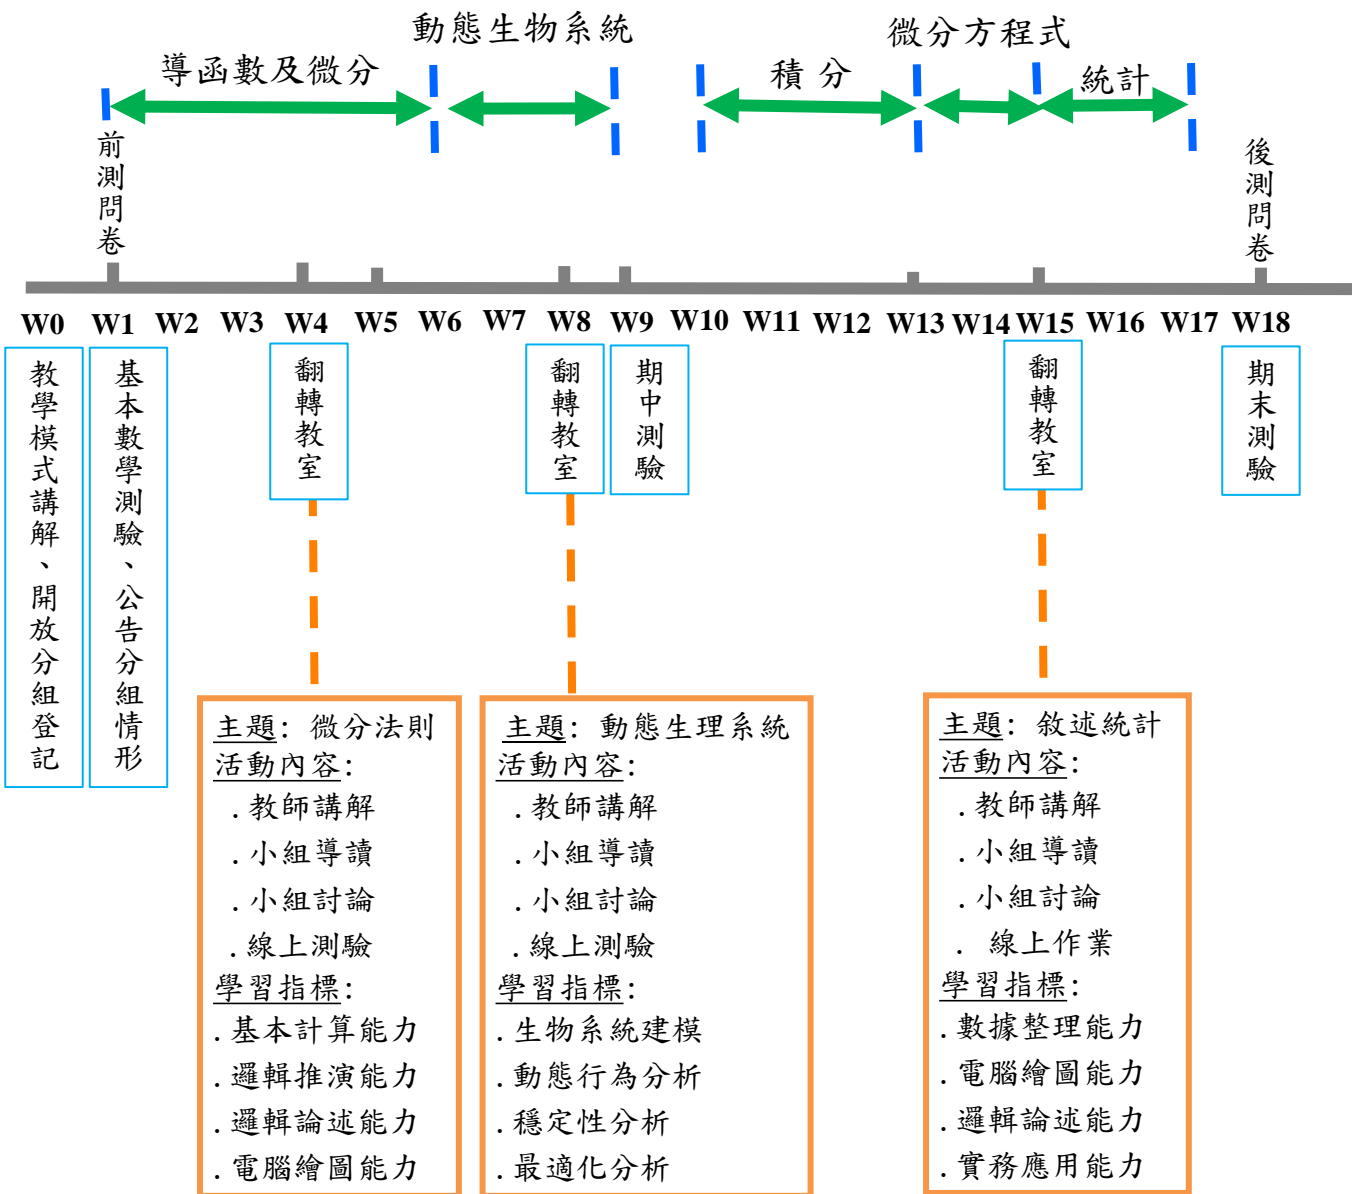 動態生物系統
微分方程式
導函數及微分
積 分
統計
前測問卷
後測問卷
W0 W1 W2 W3 W4 W5 W6 W7 W8 W9 W10 W11 W12 W13 W14 W15 W16 W17 W18
教學模式講解、開放分組登記
基本數學測驗、公告分組情形
翻轉教室
翻轉教室
期中測驗
翻轉教室
期末測驗
主題: 微分法則
活動內容:
.教師講解
.小組導讀
.小組討論
.線上測驗
學習指標:
.基本計算能力
.邏輯推演能力
.邏輯論述能力
.電腦繪圖能力
主題: 動態生理系統
活動內容:
.教師講解
.小組導讀
.小組討論
.線上測驗
學習指標:
.生物系統建模
.動態行為分析
.穩定性分析
.最適化分析
主題: 敘述統計
活動內容:
.教師講解
.小組導讀
.小組討論
. 線上作業
學習指標:
.數據整理能力
.電腦繪圖能力
.邏輯論述能力
.實務應用能力